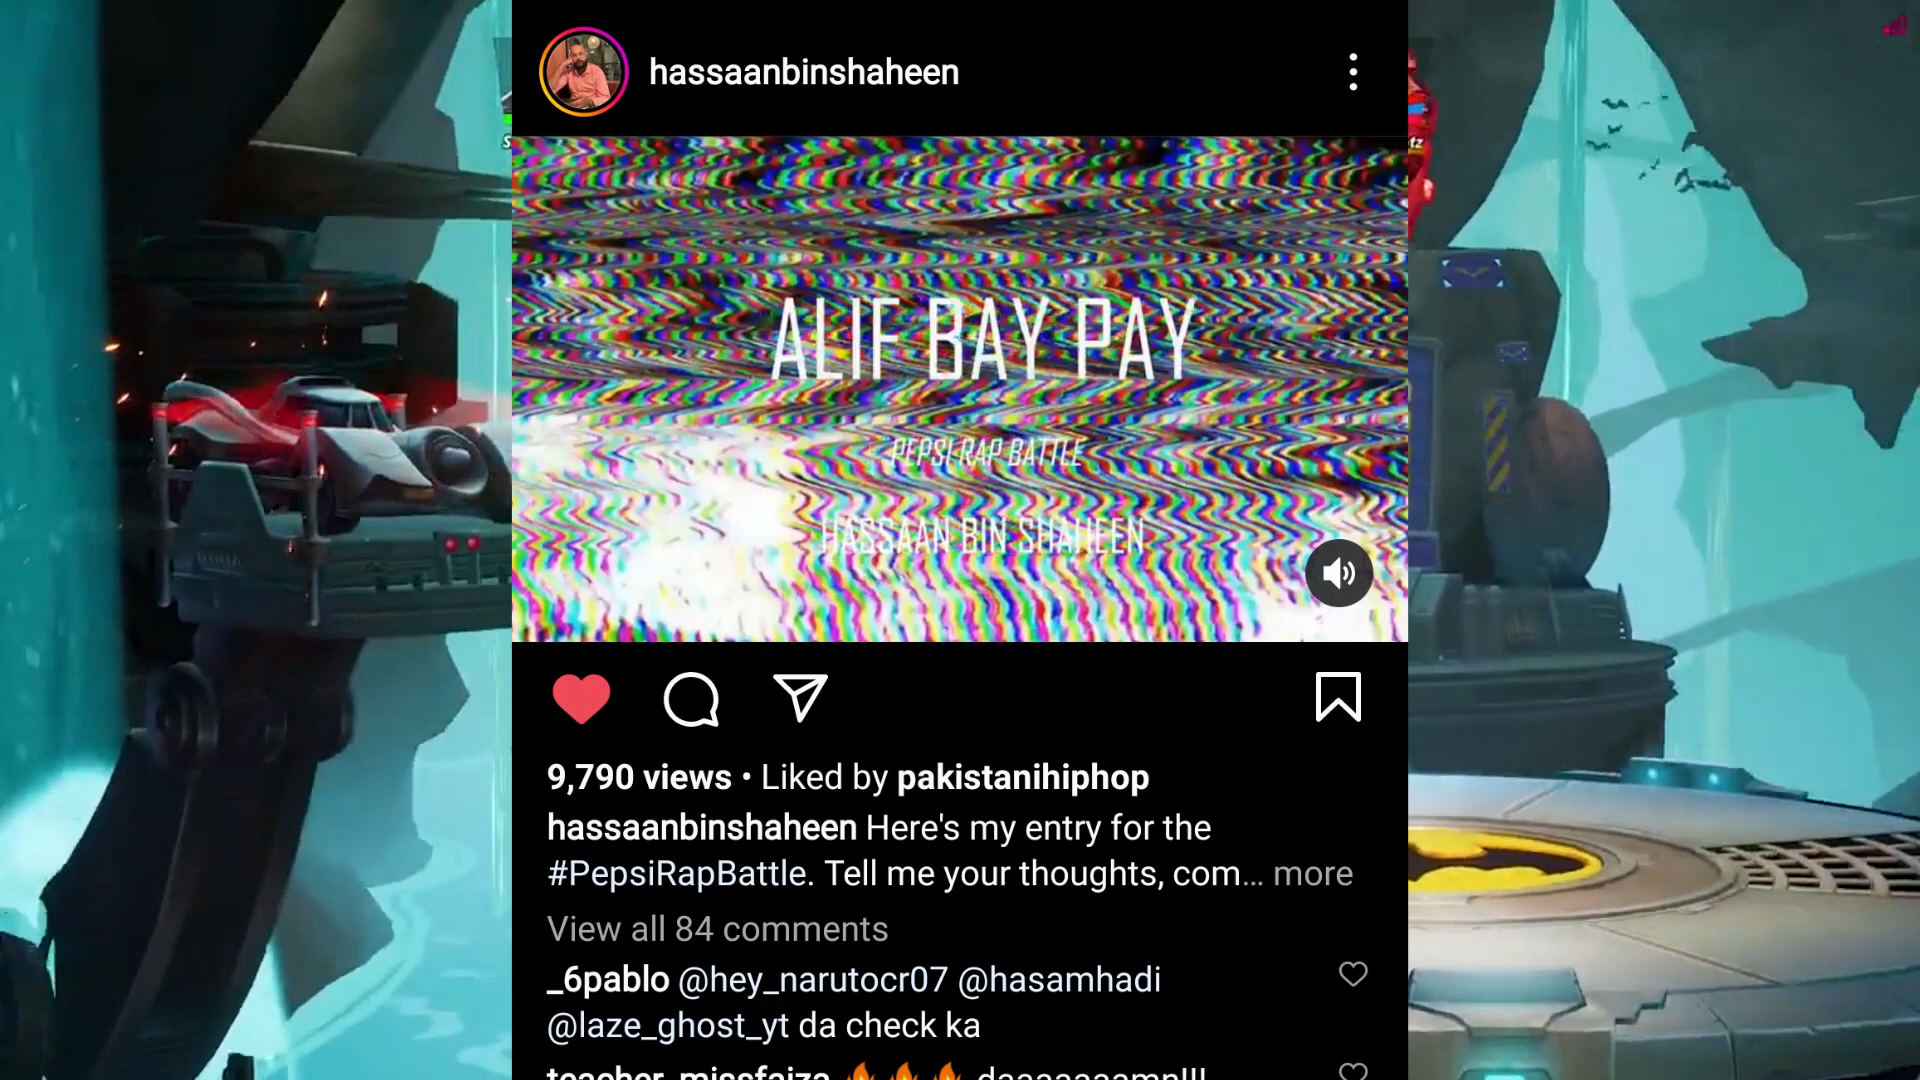 hassaanbinshaheen
ALIF BAY PAY
PEPSI RAP BATTLE
HASSAAN BIN SHAHEEN
9,790 views • Liked by pakistanihiphop
hassaanbinshaheen Here's my entry for the
#PepsiRapBattle. Tell me your thoughts, com... more
View all 84 comments
_6pablo @hey_narutocr07 @hasamhadi
@laze_ghost_yt da check ka
teacher_missfaiza 🔥🔥🔥 daaaaaaamn!!!